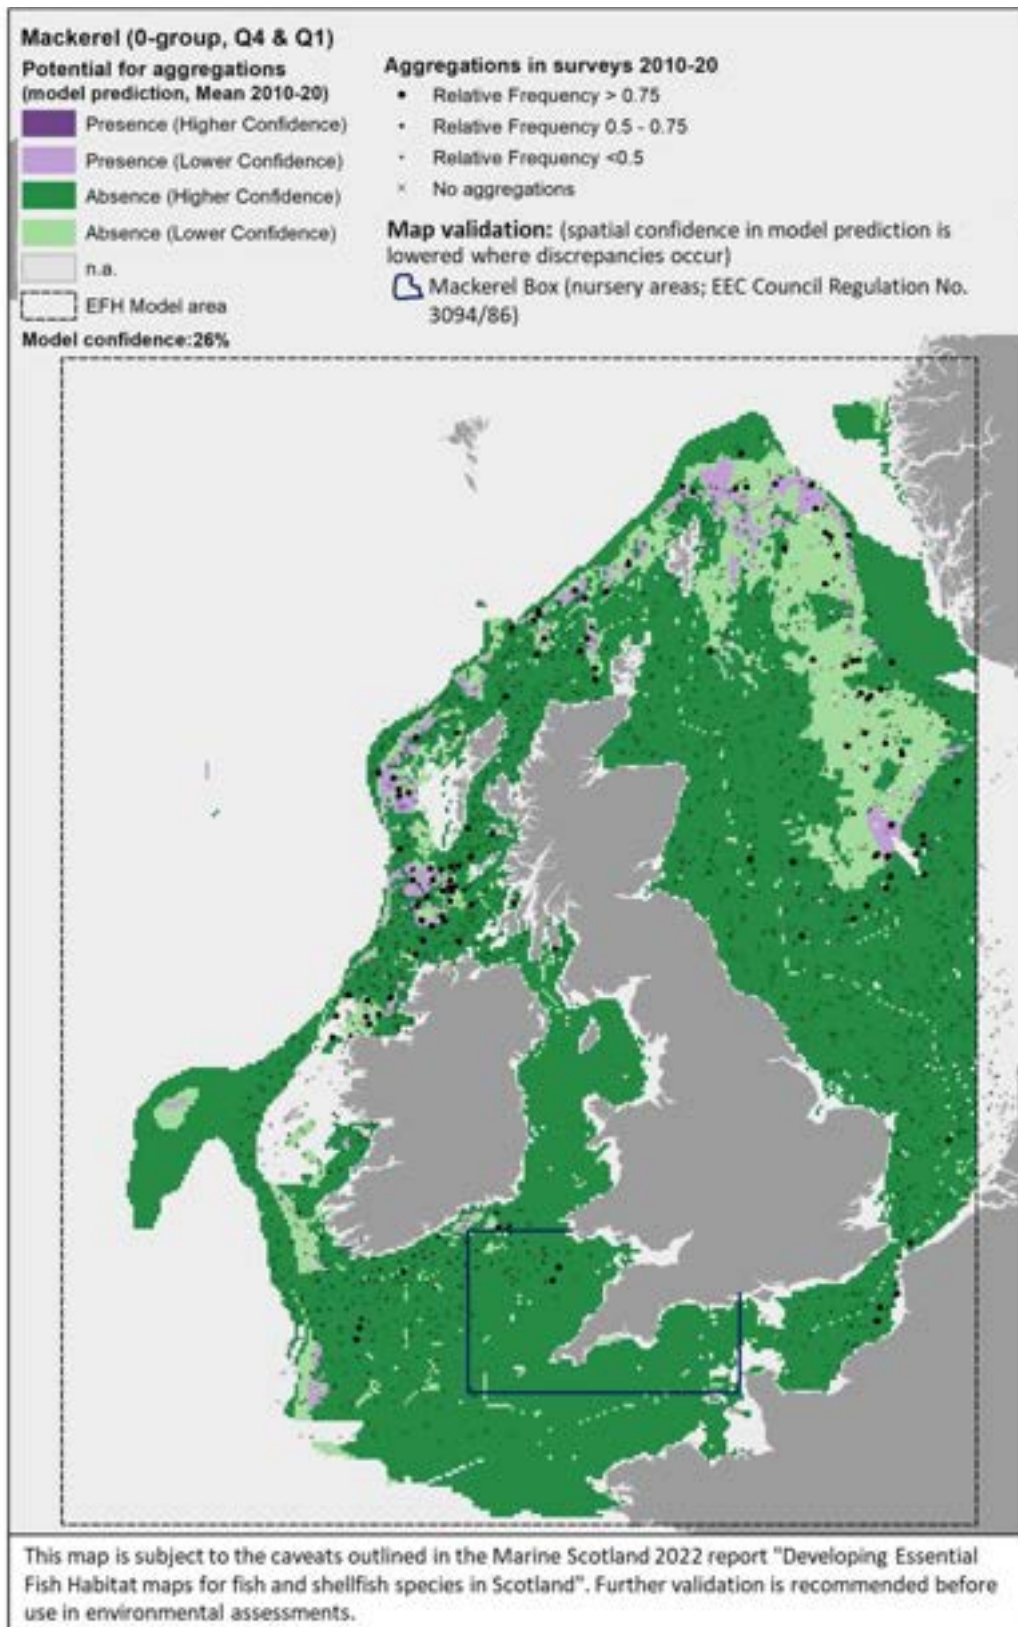 Mackerel (0-group, Q4 & Q1)
Potential for aggregations
(model prediction, Mean 2010-20)
Presence (Higher Confidence)
Presence (Lower Confidence)
Absence (Higher Confidence)
Absence (Lower Confidence)
n.a.
EFH Model area
Model confidence:26%
Aggregations in surveys 2010-20
Relative Frequency > 0.75
Relative Frequency 0.5 - 0.75
Relative Frequency <0.5
No aggregations
Map validation: (spatial confidence in model prediction is
lowered where discrepancies occur)
Mackerel Box (nursery areas; EEC Council Regulation No.
3094/86)
This map is subject to the caveats outlined in the Marine Scotland 2022 report "Developing Essential
Fish Habitat maps for fish and shellfish species in Scotland". Further validation is recommended before
use in environmental assessments.